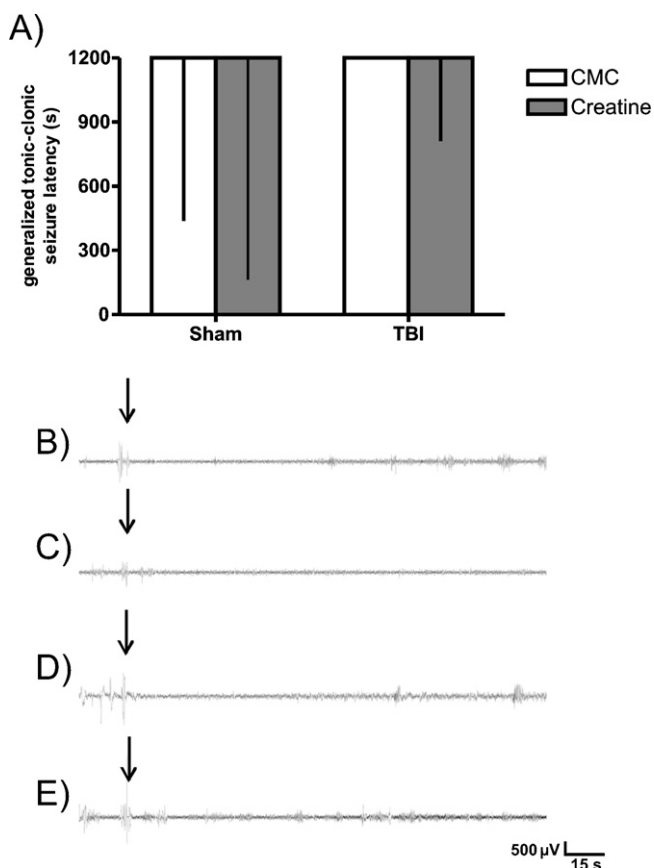 A)
generalized tonic-clonic
seizure latency (s)
1200
900
600
300
0
Sham
TBI
CMC
Creatine
B)
C)
D)
E)
500 µV
15 s